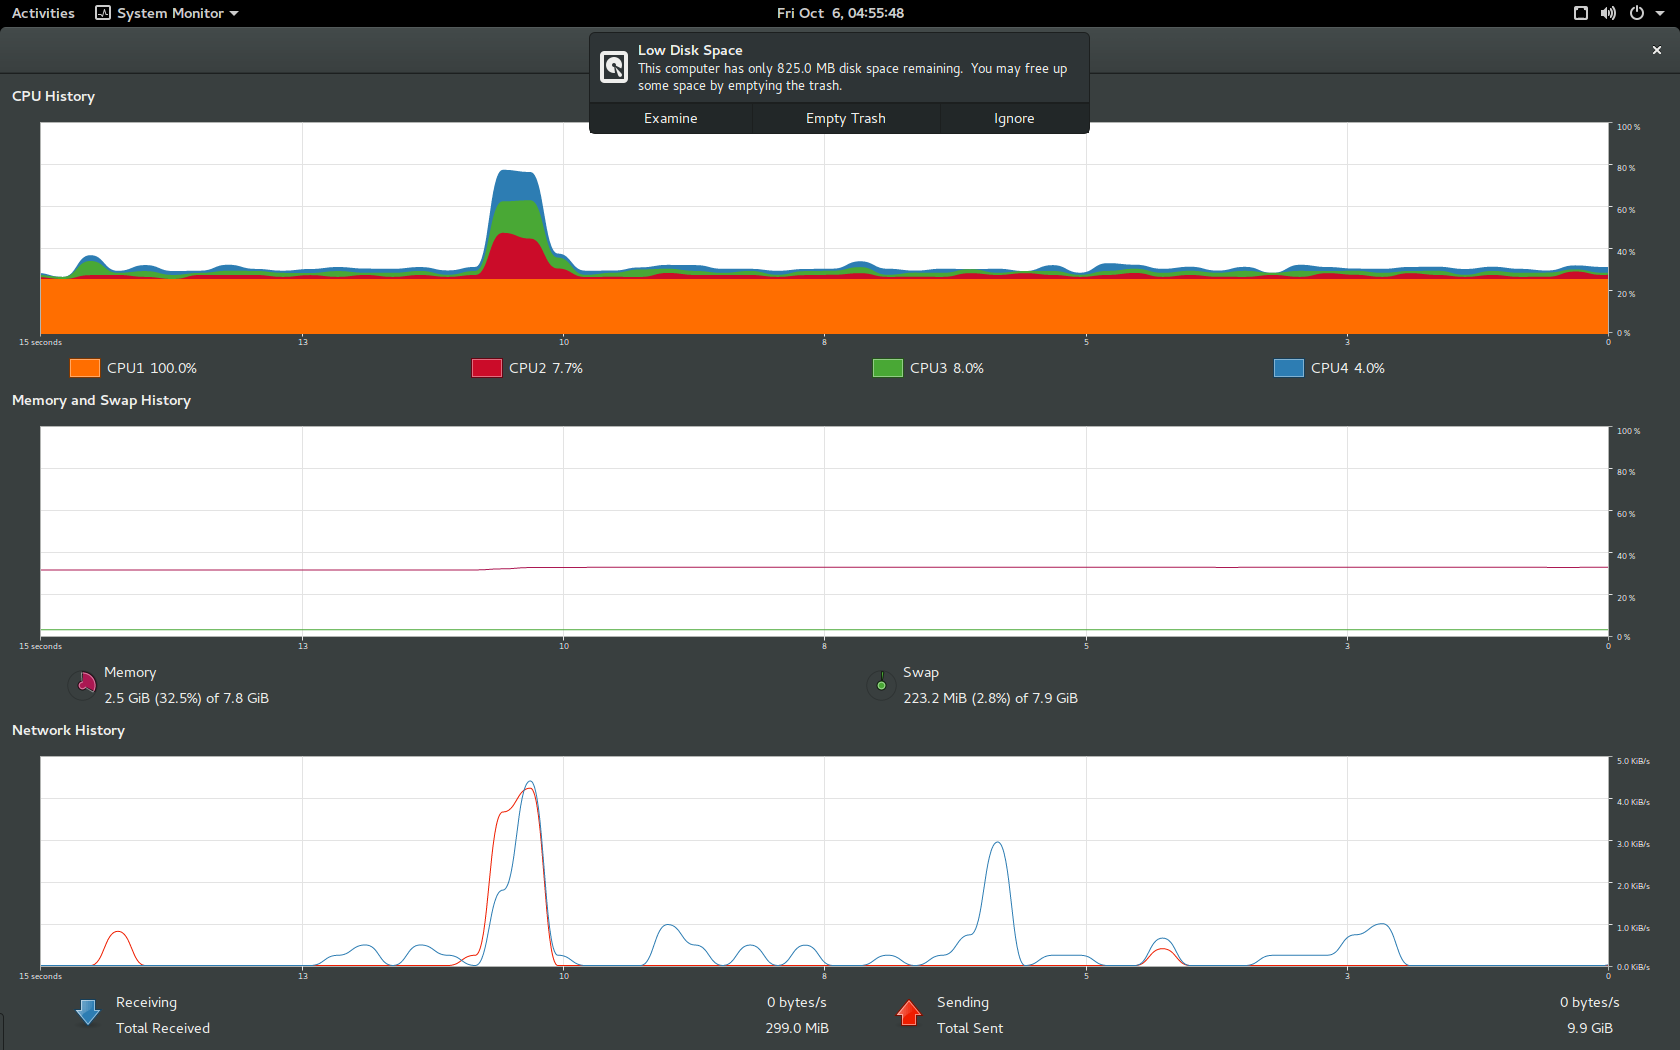 Activities System Monitor Fri Oct 6, 04:55:48
Low Disk Space
This computer has only 825.0 MB disk space remaining. You may free up
some space by emptying the trash.
Examine Empty Trash Ignore
CPU History
100 %
80 %
60 %
40 %
20 %
0 %
15 seconds 13 10 8 5 3 0
CPU1 100.0% CPU2 7.7% CPU3 8.0% CPU4 4.0%
Memory and Swap History
100 %
80 %
60 %
40 %
20 %
0 %
15 seconds 13 10 8 5 3 0
Memory Swap
2.5 GiB (32.5%) of 7.8 GiB 223.2 MiB (2.8%) of 7.9 GiB
Network History
5.0 KiB/s
4.0 KiB/s
3.0 KiB/s
2.0 KiB/s
1.0 KiB/s
0.0 KiB/s
15 seconds 13 10 8 5 3 0
Receiving 0 bytes/s Sending 0 bytes/s
Total Received 299.0 MiB Total Sent 9.9 GiB